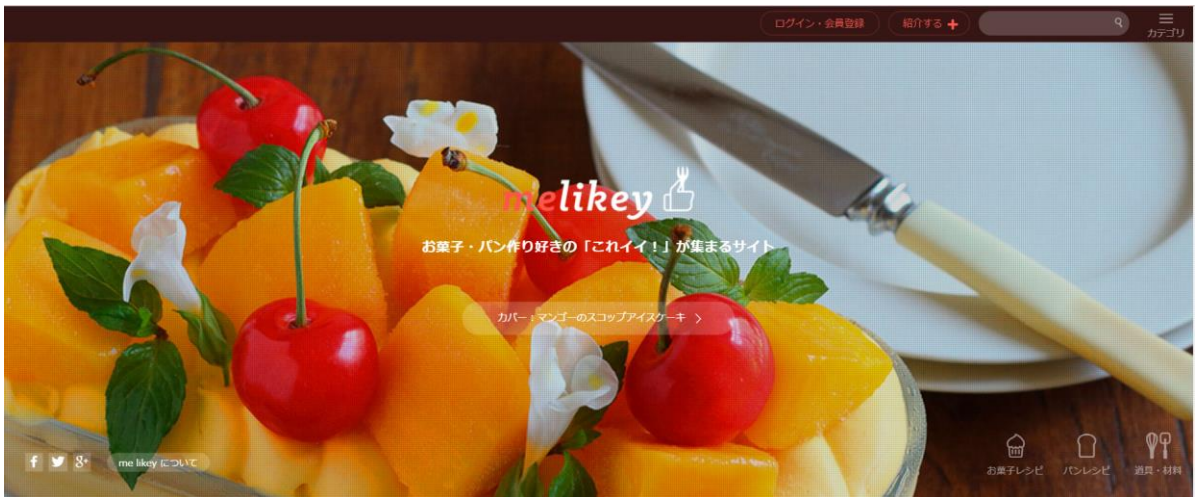 ログイン・会員登録
紹介する +
カテゴリ
me likey
お菓子・パン作り好きの「これイイ！」が集まるサイト
カバー：マンゴーのスコップアイスケーキ >
f
8+
me likey について
お菓子レシピ
パンレシピ
道具・材料